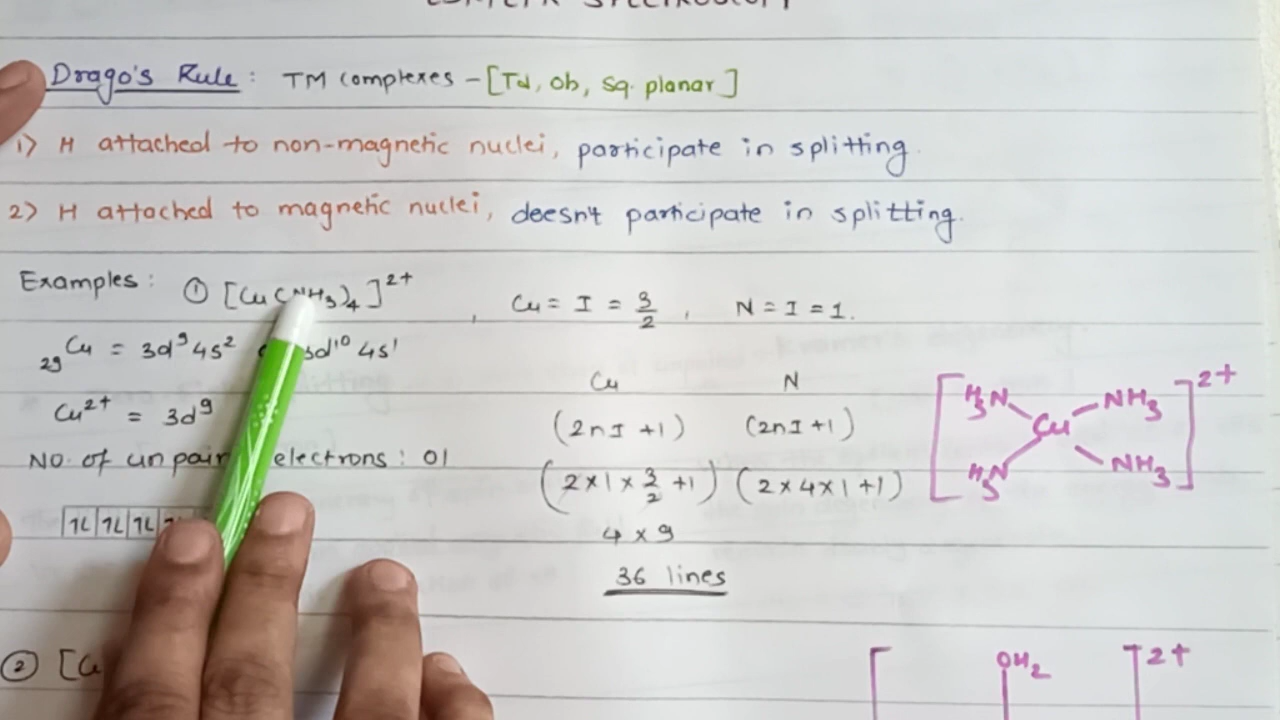 Drago's Rule : TM complexes - [Td, Oh, Sq. planar]
1) H attached to non-magnetic nuclei, participate in splitting.
2) H attached to magnetic nuclei, deesn't participate in splitting.
Examples : ① [Cu(NH3)4]2+ , Cu = I = 3/2 , N = I = 1.
29Cu = 3d9 4s2 3d10 4s1
Cu2+ = 3d9
No. of unpair electrons : 01
Cu N
(2nI +1) (2nI +1)
(2×1×3/2 +1) (2×4×1+1)
4 × 9
36 lines
[H3N NH3
Cu
H3N NH3]2+
② [Cu
[ OH2 ]2+